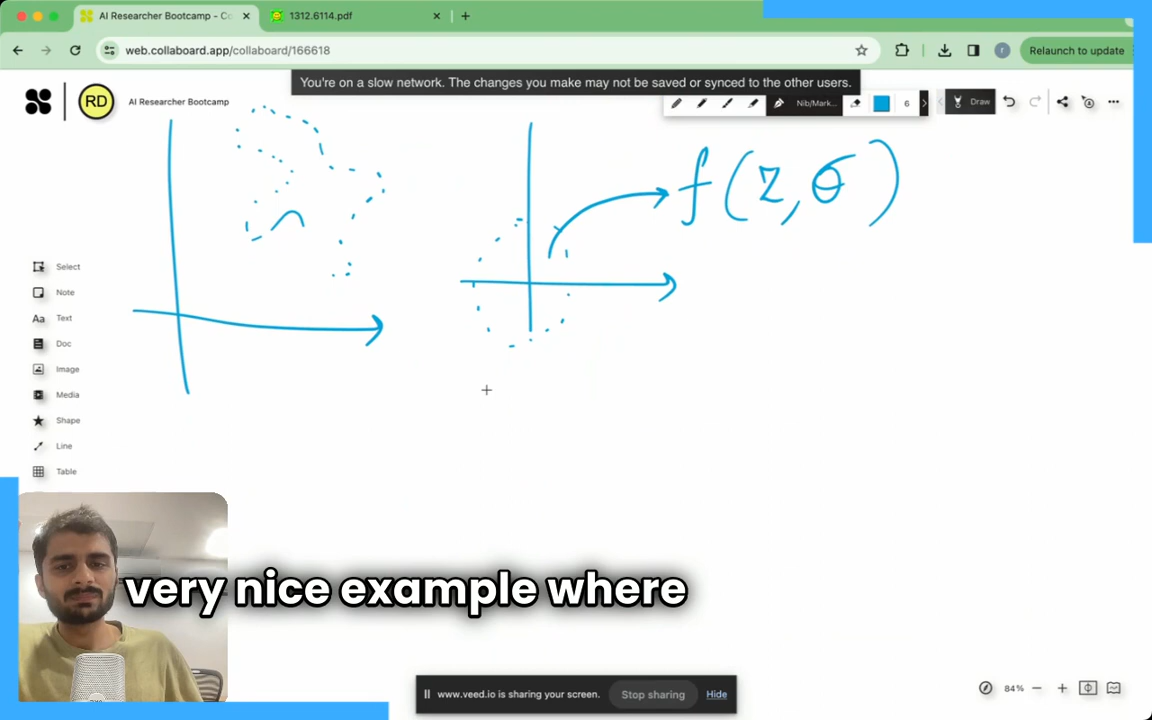 AI Researcher Bootcamp - Co
1312.6114.pdf
web.collaboard.app/collaboard/166618
r
Relaunch to update
You're on a slow network. The changes you make may not be saved or synced to the other users.
RD
AI Researcher Bootcamp
Nib/Mark...
6
Draw
f(z, σ)
Select
Note
Aa Text
Doc
Image
Media
Shape
Line
Table
very nice example where
www.veed.io is sharing your screen.
Stop sharing
Hide
84%